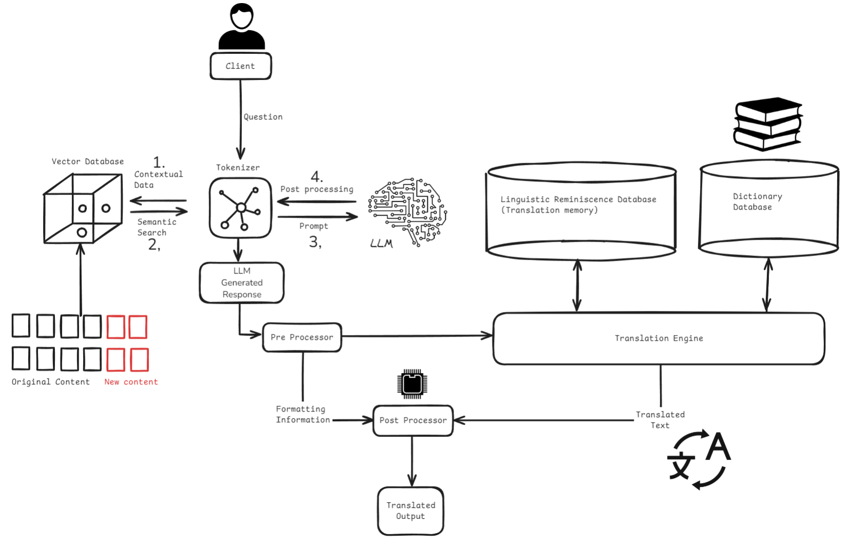 Client
Question
Tokenizer
Vector Database
1.
Contextual
Data
Semantic
Search
2,
4.
Post processing
Prompt
3,
LLM
Linguistic Reminiscence Database
(Translation memory)
Dictionary
Database
LLM
Generated
Response
Original Content
New content
Pre Processor
Translation Engine
Formatting
Information
Post Processor
Translated
Text
文 A
Translated
Output